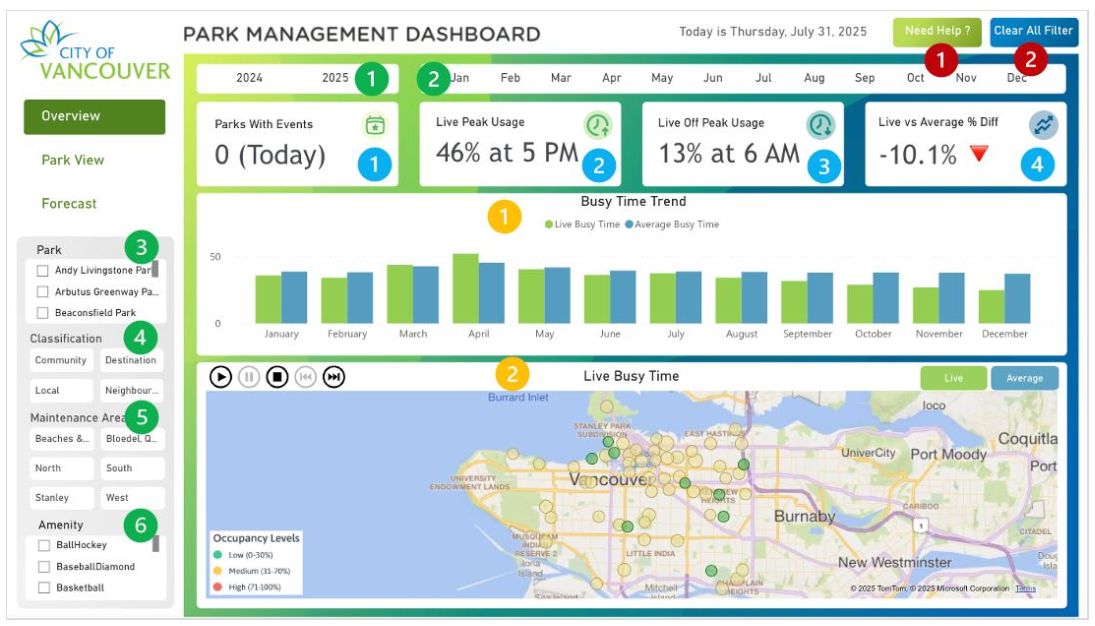 CITY OF
VANCOUVER
PARK MANAGEMENT DASHBOARD
Today is Thursday, July 31, 2025
Need Help ?
Clear All Filter
1
2
2024
2025
1
2
Jan
Feb
Mar
Apr
May
Jun
Jul
Aug
Sep
Oct
Nov
Dec
Overview
Park View
Forecast
Parks With Events
0 (Today)
1
Live Peak Usage
46% at 5 PM
2
Live Off Peak Usage
13% at 6 AM
3
Live vs Average % Diff
-10.1%
4
Park
3
Andy Livingstone Par
Arbutus Greenway Pa...
Beaconsfield Park
Classification
4
Community
Destination
Local
Neighbour...
Maintenance Area
5
Beaches &...
Bloedel, Q...
North
South
Stanley
West
Amenity
6
BallHockey
BaseballDiamond
Basketball
1
Busy Time Trend
Live Busy Time
Average Busy Time
50
0
January
February
March
April
May
June
July
August
September
October
November
December
2
Live Busy Time
Live
Average
Burrard Inlet
Ioco
STANLEY PARK
SUBDIVISION
EAST HASTINGS
Coquitla
UniverCity
Port Moody
Port
UNIVERSITY
ENDOWMENT LANDS
Vancouver
HEIGHTS
Burnaby
CARIBOO
1
CITADEL
MUSQUEAM
INDIAN
RESERVE 2
Iona
Island
LITTLE INDIA
New Westminster
Doug
Isla
Mitchell
Island
CHAMPLAIN
HEIGHTS
Sea Island
Occupancy Levels
Low (0-30%)
Medium (31-70%)
High (71-100%)
© 2025 TomTom, © 2025 Microsoft Corporation Terms